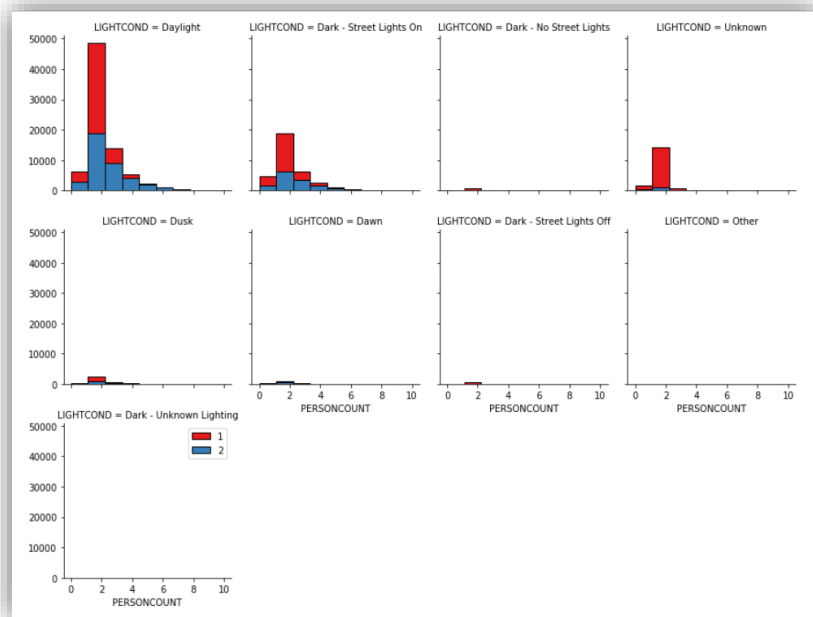 LIGHTCOND = Daylight
LIGHTCOND = Dark - Street Lights On
LIGHTCOND = Dark - No Street Lights
LIGHTCOND = Unknown
50000
40000
30000
20000
10000
0
LIGHTCOND = Dusk
LIGHTCOND = Dawn
LIGHTCOND = Dark - Street Lights Off
LIGHTCOND = Other
50000
40000
30000
20000
10000
0
0 2 4 6 8 10
PERSONCOUNT
0 2 4 6 8 10
PERSONCOUNT
0 2 4 6 8 10
PERSONCOUNT
LIGHTCOND = Dark - Unknown Lighting
1
2
50000
40000
30000
20000
10000
0
0 2 4 6 8 10
PERSONCOUNT